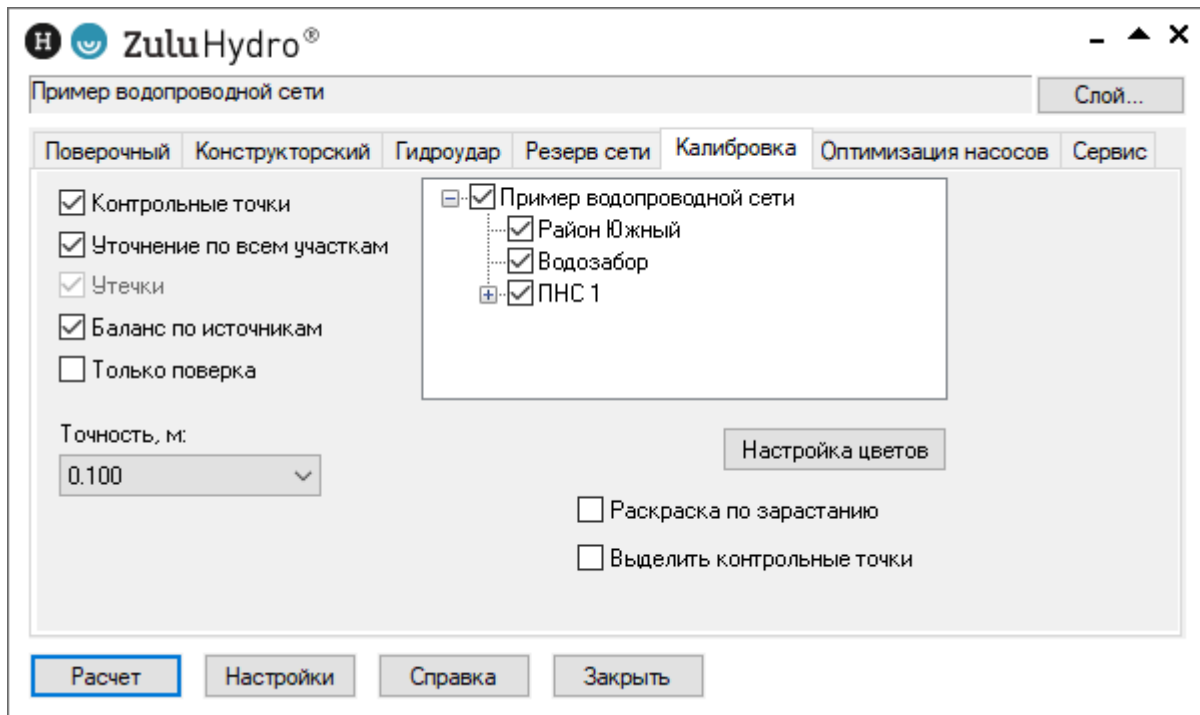 H ZuluHydro®
Пример водопроводной сети Слой...
Поверочный Конструкторский Гидроудар Резерв сети Калибровка Оптимизация насосов Сервис
Контрольные точки
Уточнение по всем участкам
Утечки
Баланс по источникам
Только поверка
Точность, м:
0.100
Пример водопроводной сети
Район Южный
Водозабор
ПНС 1
Настройка цветов
Раскраска по зарастанию
Выделить контрольные точки
Расчет Настройки Справка Закрыть